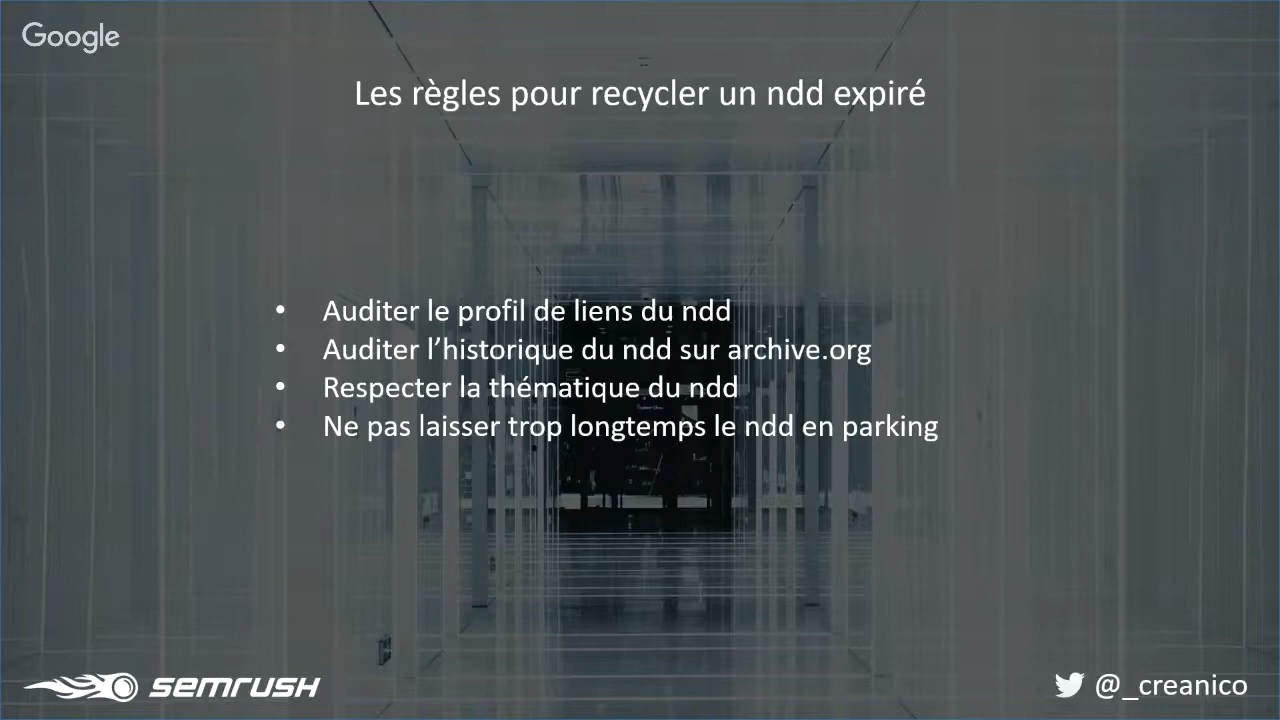 Google
Les règles pour recycler un ndd expiré
• Auditer le profil de liens du ndd
• Auditer l’historique du ndd sur archive.org
• Respecter la thématique du ndd
• Ne pas laisser trop longtemps le ndd en parking
SEMRUSH
@_creanico